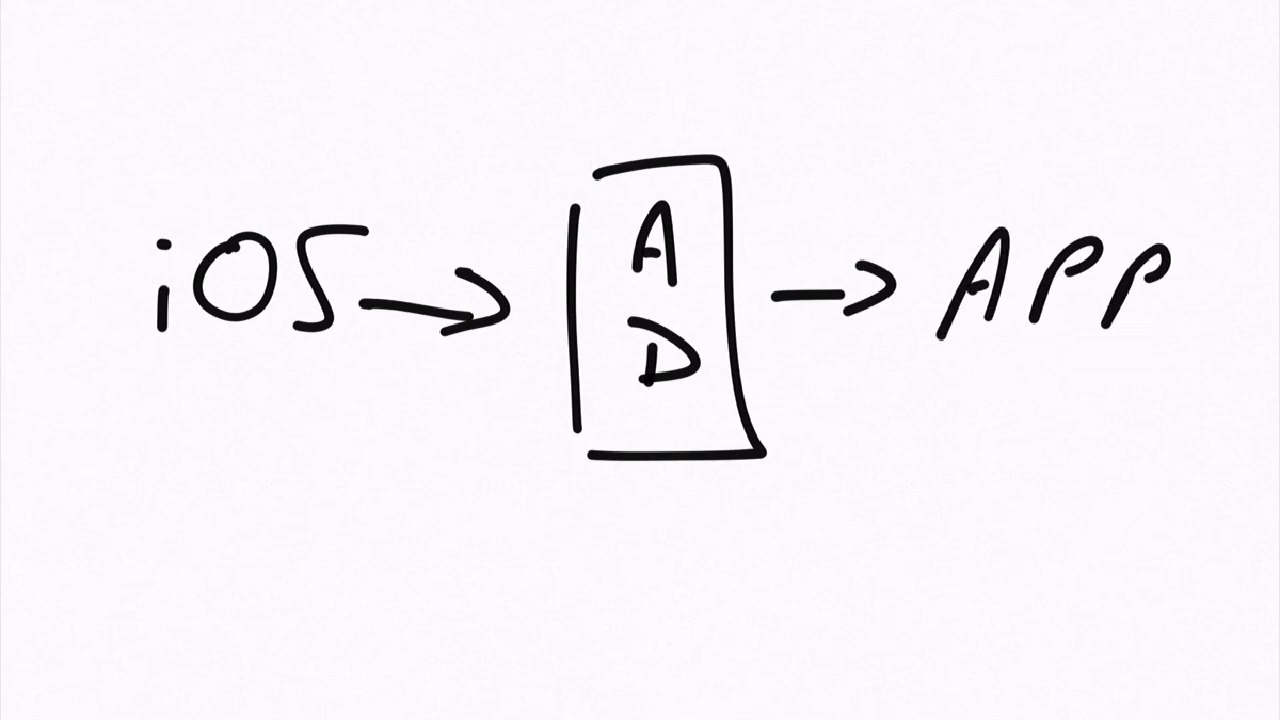 iOS → A D → APP